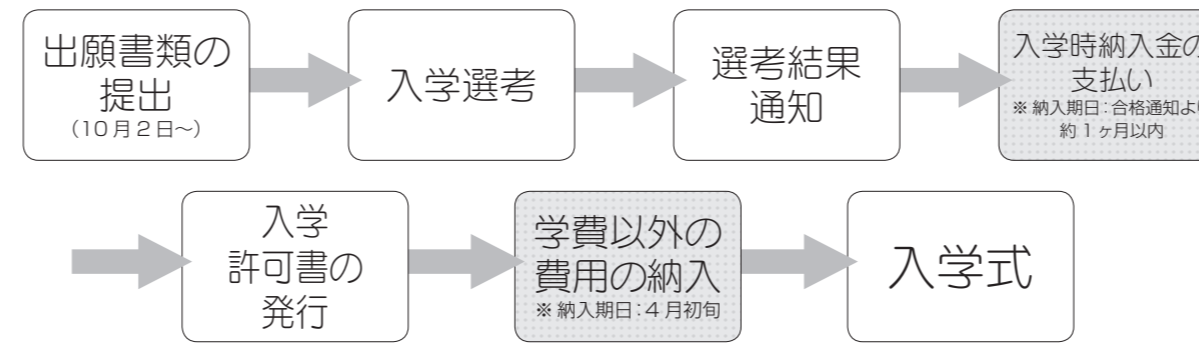 出願書類の
提出
(10月2日~)
入学選考
選考結果
通知
入学時納入金の
支払い
※ 納入期日:合格通知より
約1ヶ月以内
入学
許可書の
発行
学費以外の
費用の納入
※ 納入期日:4月初旬
入学式